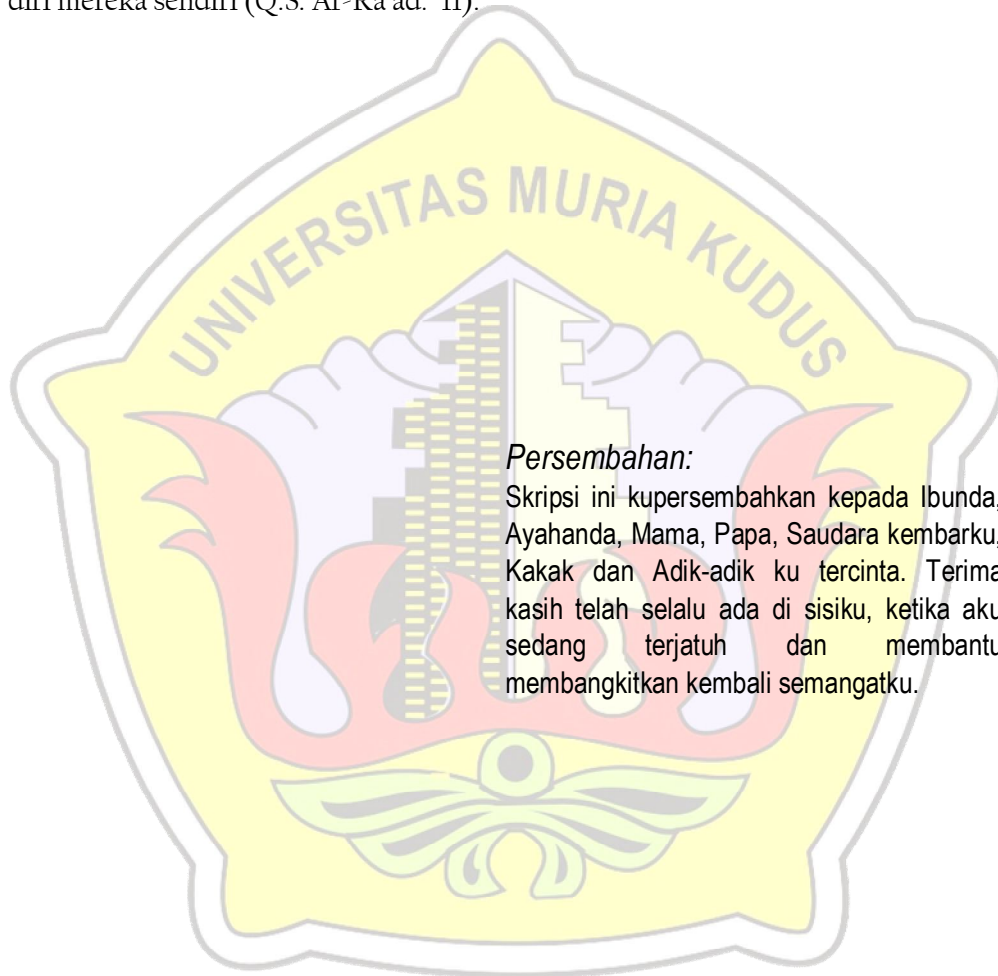 diri mereka sendiri (Q.S. Ar-Ra'ad: 11).
UNIVERSITAS MURIA KUDUS
Persembahan:
Skripsi ini kupersembahkan kepada Ibunda,
Ayahanda, Mama, Papa, Saudara kembarku,
Kakak dan Adik-adik ku tercinta. Terima
kasih telah selalu ada di sisiku, ketika aku
sedang terjatuh dan membantu
membangkitkan kembali semangatku.